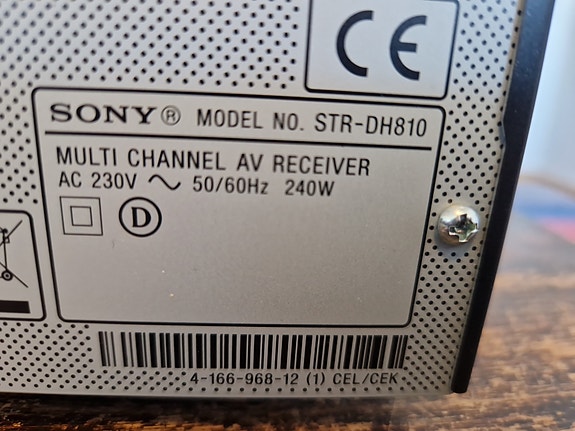 CE
SONY® MODEL NO. STR-DH810
MULTI CHANNEL AV RECEIVER
AC 230V ~ 50/60Hz 240W
D
4-166-968-12 (1) CEL/CEK